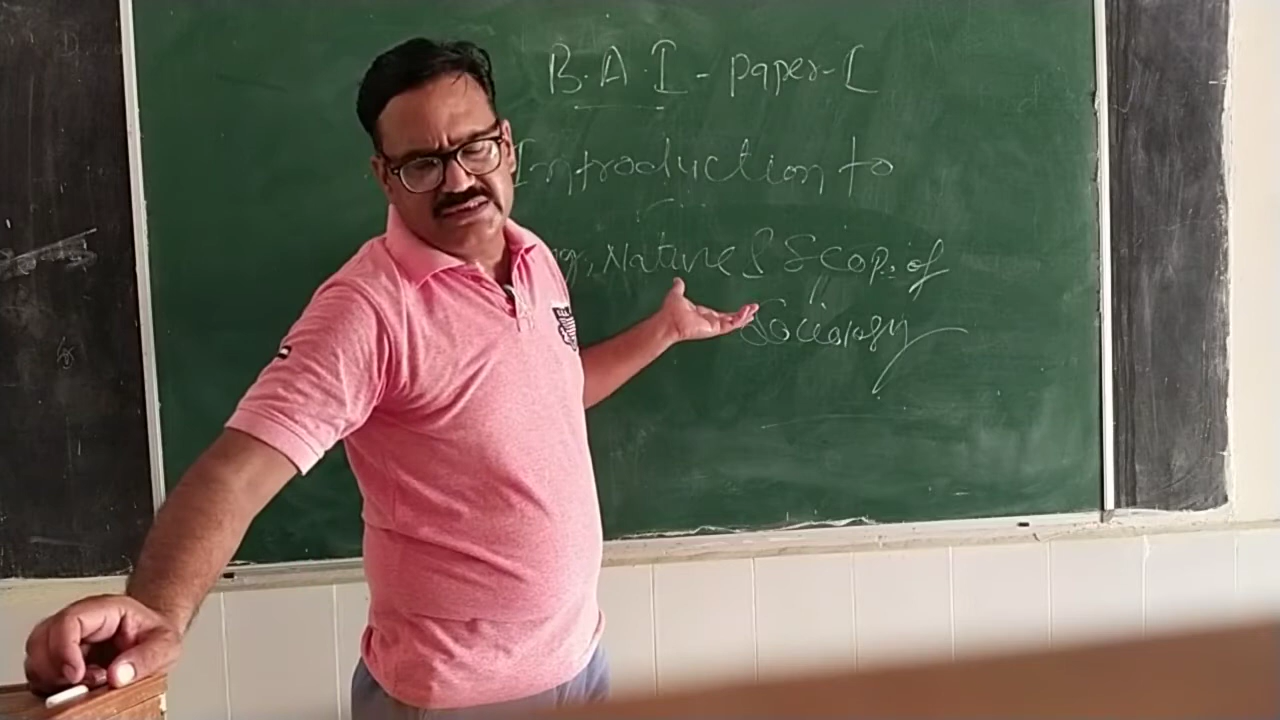 B.A.I - Paper-I
Introduction to
Nature & Scope of
Sociology